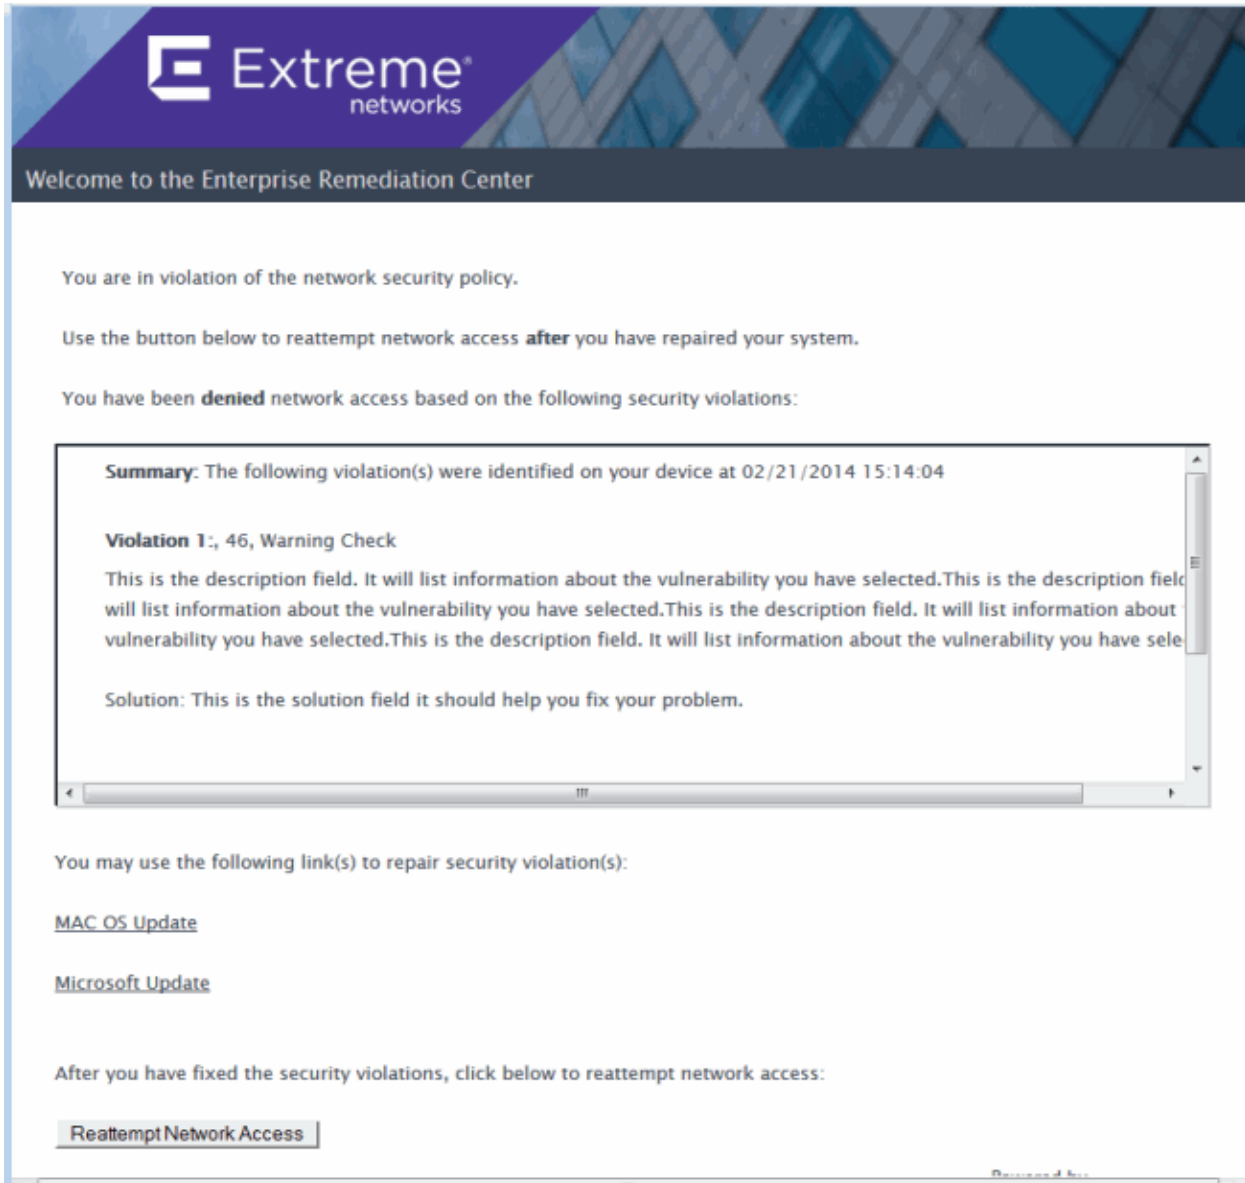 Extreme®
networks
Welcome to the Enterprise Remediation Center
You are in violation of the network security policy.
Use the button below to reattempt network access after you have repaired your system.
You have been denied network access based on the following security violations:
Summary: The following violation(s) were identified on your device at 02/21/2014 15:14:04
Violation 1:, 46, Warning Check
This is the description field. It will list information about the vulnerability you have selected.This is the description
will list information about the vulnerability you have selected.This is the description field. It will list information about
vulnerability you have selected.This is the description field. It will list information about the vulnerability you have
Solution: This is the solution field it should help you fix your problem.
You may use the following link(s) to repair security violation(s):
MAC OS Update
Microsoft Update
After you have fixed the security violations, click below to reattempt network access:
Reattempt Network Access